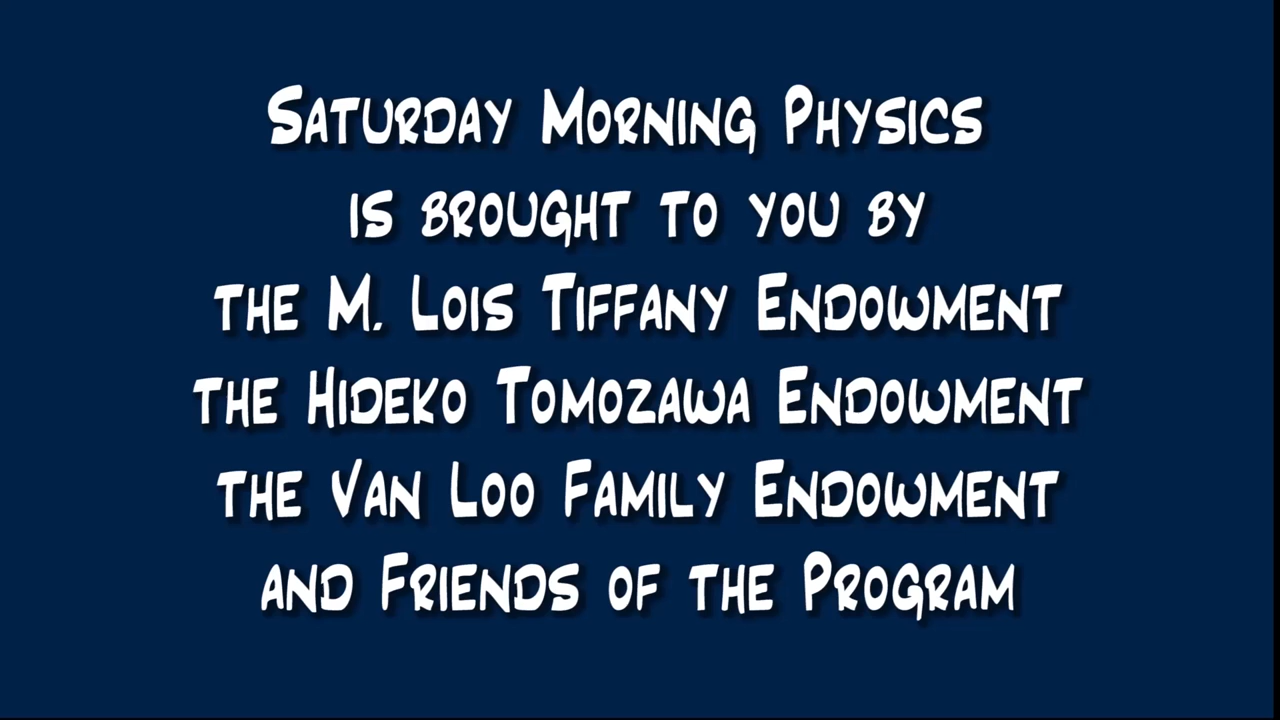 Saturday Morning Physics
is brought to you by
the M. Lois Tiffany Endowment
the Hideko Tomozawa Endowment
the Van Loo Family Endowment
and Friends of the Program